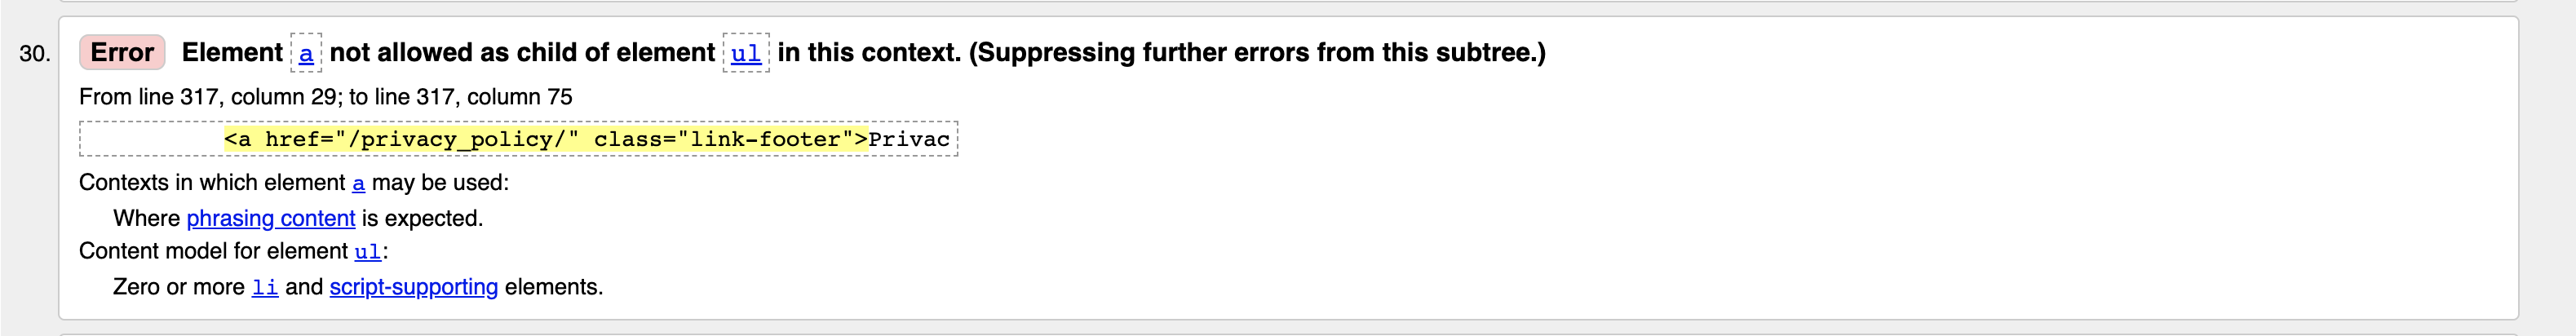 30. Error Element a not allowed as child of element ul in this context. (Suppressing further errors from this subtree.)
From line 317, column 29; to line 317, column 75
<a href="/privacy_policy/" class="link-footer">Privac
Contexts in which element a may be used:
Where phrasing content is expected.
Content model for element ul:
Zero or more li and script-supporting elements.